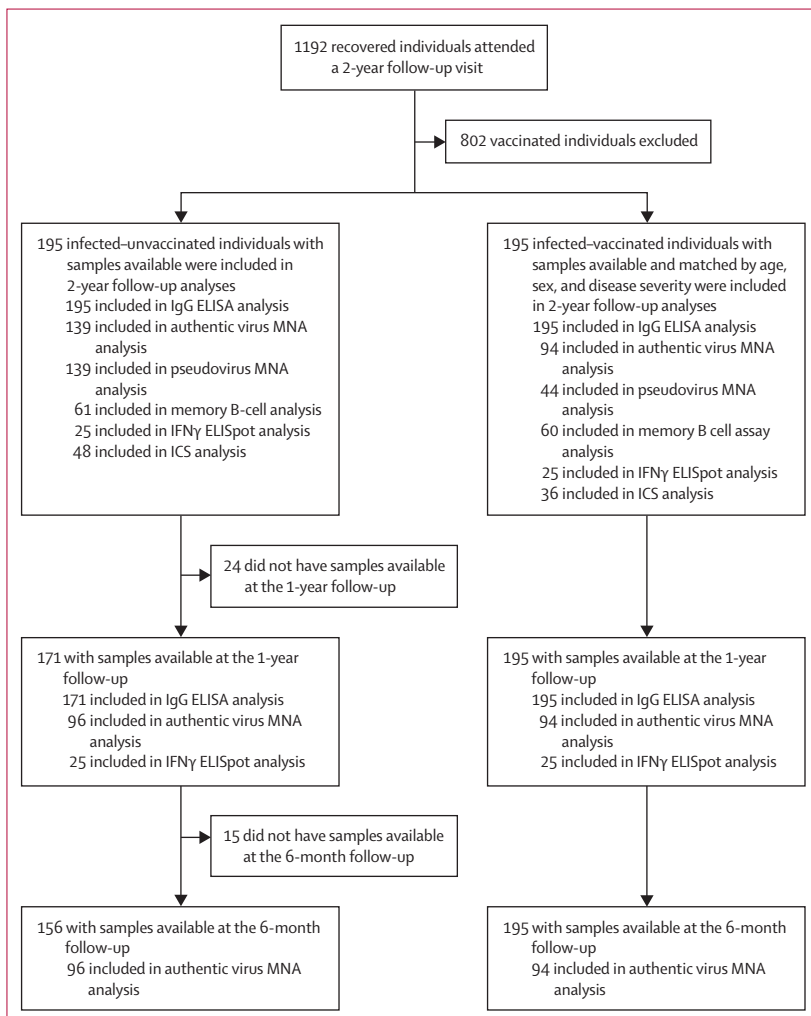 1192 recovered individuals attended
a 2-year follow-up visit
802 vaccinated individuals excluded
195 infected–unvaccinated individuals with
samples available were included in
2-year follow-up analyses
195 included in IgG ELISA analysis
139 included in authentic virus MNA
analysis
139 included in pseudovirus MNA
analysis
61 included in memory B-cell analysis
25 included in IFNγ ELISpot analysis
48 included in ICS analysis
195 infected–vaccinated individuals with
samples available and matched by age,
sex, and disease severity were included
in 2-year follow-up analyses
195 included in IgG ELISA analysis
94 included in authentic virus MNA
analysis
44 included in pseudovirus MNA
analysis
60 included in memory B cell assay
analysis
25 included in IFNγ ELISpot analysis
36 included in ICS analysis
24 did not have samples available
at the 1-year follow-up
171 with samples available at the 1-year
follow-up
171 included in IgG ELISA analysis
96 included in authentic virus MNA
analysis
25 included in IFNγ ELISpot analysis
195 with samples available at the 1-year
follow-up
195 included in IgG ELISA analysis
94 included in authentic virus MNA
analysis
25 included in IFNγ ELISpot analysis
15 did not have samples available
at the 6-month follow-up
156 with samples available at the 6-month
follow-up
96 included in authentic virus MNA
analysis
195 with samples available at the 6-month
follow-up
94 included in authentic virus MNA
analysis